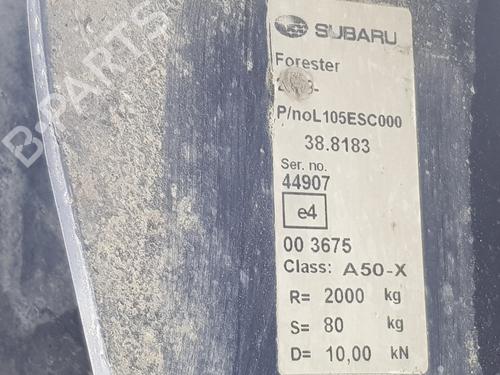 SUBARU
Forester
P/noL105ESC000
38.8183
Ser. no.
44907
e4
00 3675
Class: A50-X
R= 2000 kg
S= 80 kg
D= 10,00 kN
B-PARTS